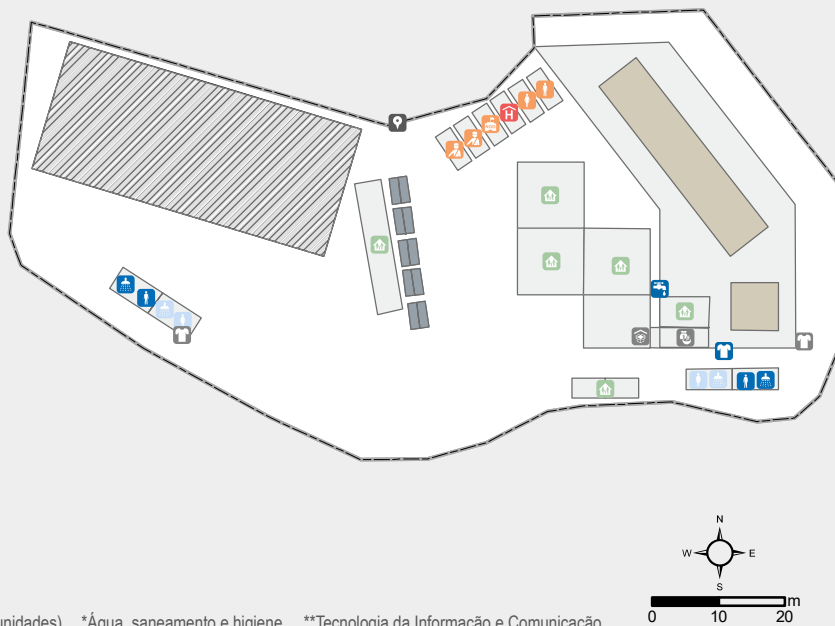 N
W E
S
m
0 10 20
unidades) *Água, saneamento e higiene **Tecnologia da Informação e Comunicação
H